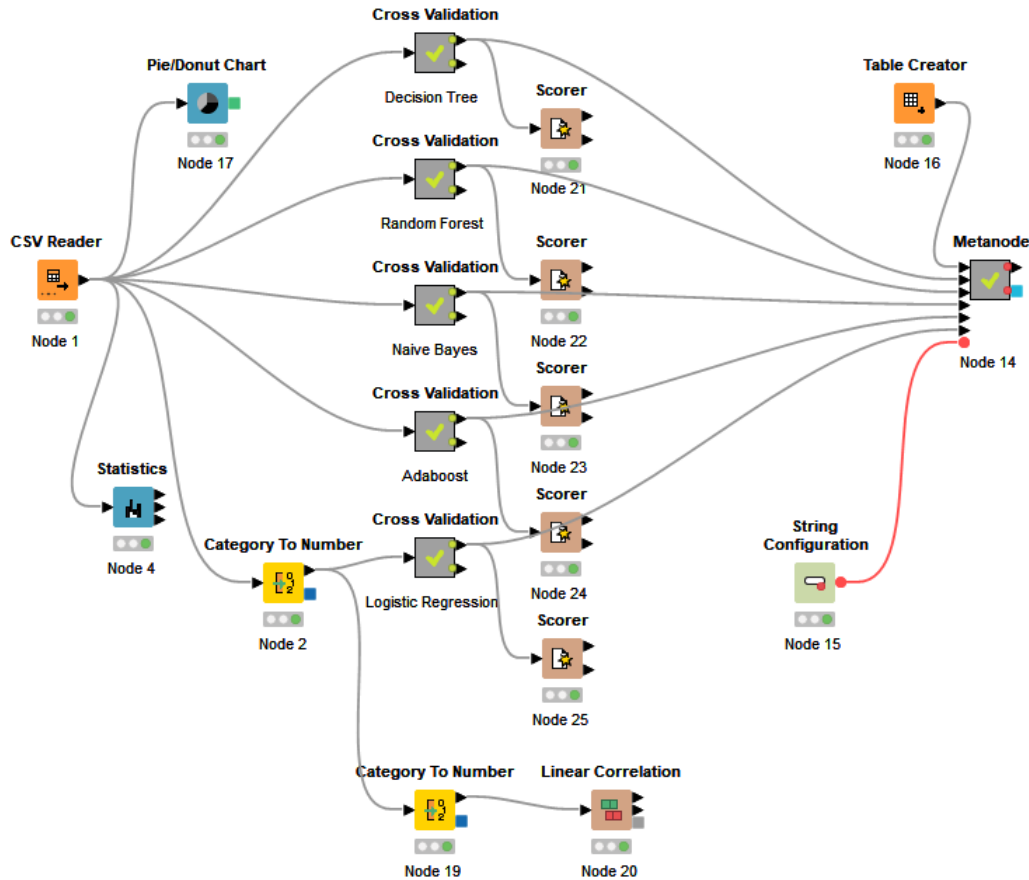 Cross Validation
Decision Tree
Pie/Donut Chart
Node 17
Scorer
Node 21
Table Creator
Node 16
Cross Validation
Random Forest
CSV Reader
Node 1
Scorer
Node 22
Metanode
Node 14
Cross Validation
Naive Bayes
Scorer
Node 23
Cross Validation
Adaboost
Statistics
Node 4
Scorer
Node 24
Cross Validation
Logistic Regression
Category To Number
Node 2
String
Configuration
Node 15
Scorer
Node 25
Category To Number
Node 19
Linear Correlation
Node 20